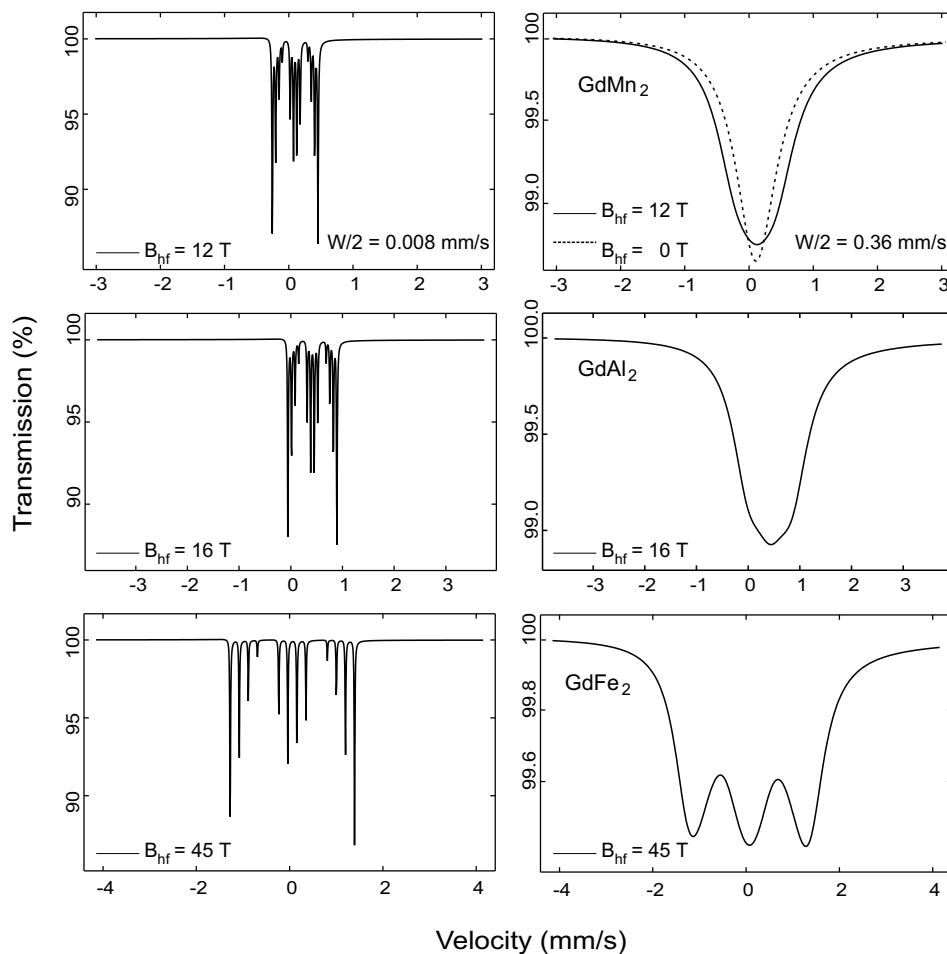 Transmission (%)
100
95
90
B_hf = 12 T
W/2 = 0.008 mm/s
-3 -2 -1 0 1 2 3
100
99.5
99.0
GdMn_2
B_hf = 12 T
B_hf = 0 T
W/2 = 0.36 mm/s
-3 -2 -1 0 1 2 3
100
95
90
B_hf = 16 T
-3 -2 -1 0 1 2 3
100.0
99.5
99.0
GdAl_2
B_hf = 16 T
-3 -2 -1 0 1 2 3
100
95
90
B_hf = 45 T
-4 -2 0 2 4
100
99.8
99.6
GdFe_2
B_hf = 45 T
-4 -2 0 2 4
Velocity (mm/s)